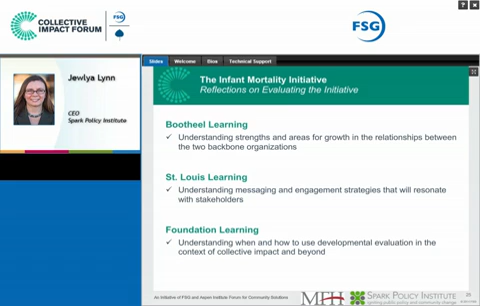 COLLECTIVE
IMPACT FORUM
FSG
FSG
? ×
Slides
Welcome
Bios
Technical Support
Jewlya Lynn
CEO
Spark Policy Institute
The Infant Mortality Initiative
Reflections on Evaluating the Initiative
Bootheel Learning
✓ Understanding strengths and areas for growth in the relationships between
the two backbone organizations
St. Louis Learning
✓ Understanding messaging and engagement strategies that will resonate
with stakeholders
Foundation Learning
✓ Understanding when and how to use developmental evaluation in the
context of collective impact and beyond
An Initiative of FSG and Aspen Institute Forum for Community Solutions
MFH
SPARK POLICY INSTITUTE
Igniting public policy and community change